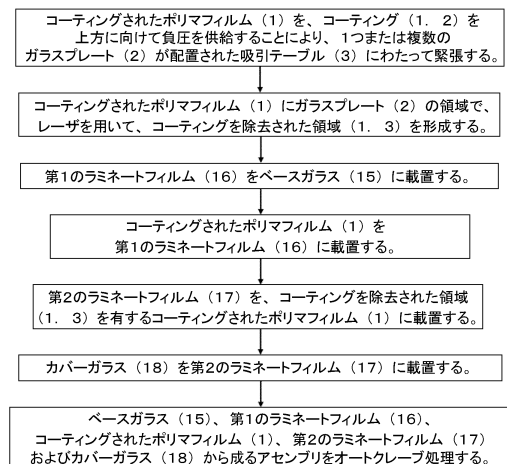 コーティングされたポリマフィルム（１）を、コーティング（１．２）を
上方に向けて負圧を供給することにより、１つまたは複数の
ガラスプレート（２）が配置された吸引テーブル（３）にわたって緊張する。
コーティングされたポリマフィルム（１）にガラスプレート（２）の領域で、
レーザを用いて、コーティングを除去された領域（１．３）を形成する。
第１のラミネートフィルム（１６）をベースガラス（１５）に載置する。
コーティングされたポリマフィルム（１）を
第１のラミネートフィルム（１６）に載置する。
第２のラミネートフィルム（１７）を、コーティングを除去された領域
（１．３）を有するコーティングされたポリマフィルム（１）に載置する。
カバーガラス（１８）を第２のラミネートフィルム（１７）に載置する。
ベースガラス（１５）、第１のラミネートフィルム（１６）、
コーティングされたポリマフィルム（１）、第２のラミネートフィルム（１７）
およびカバーガラス（１８）から成るアセンブリをオートクレーブ処理する。